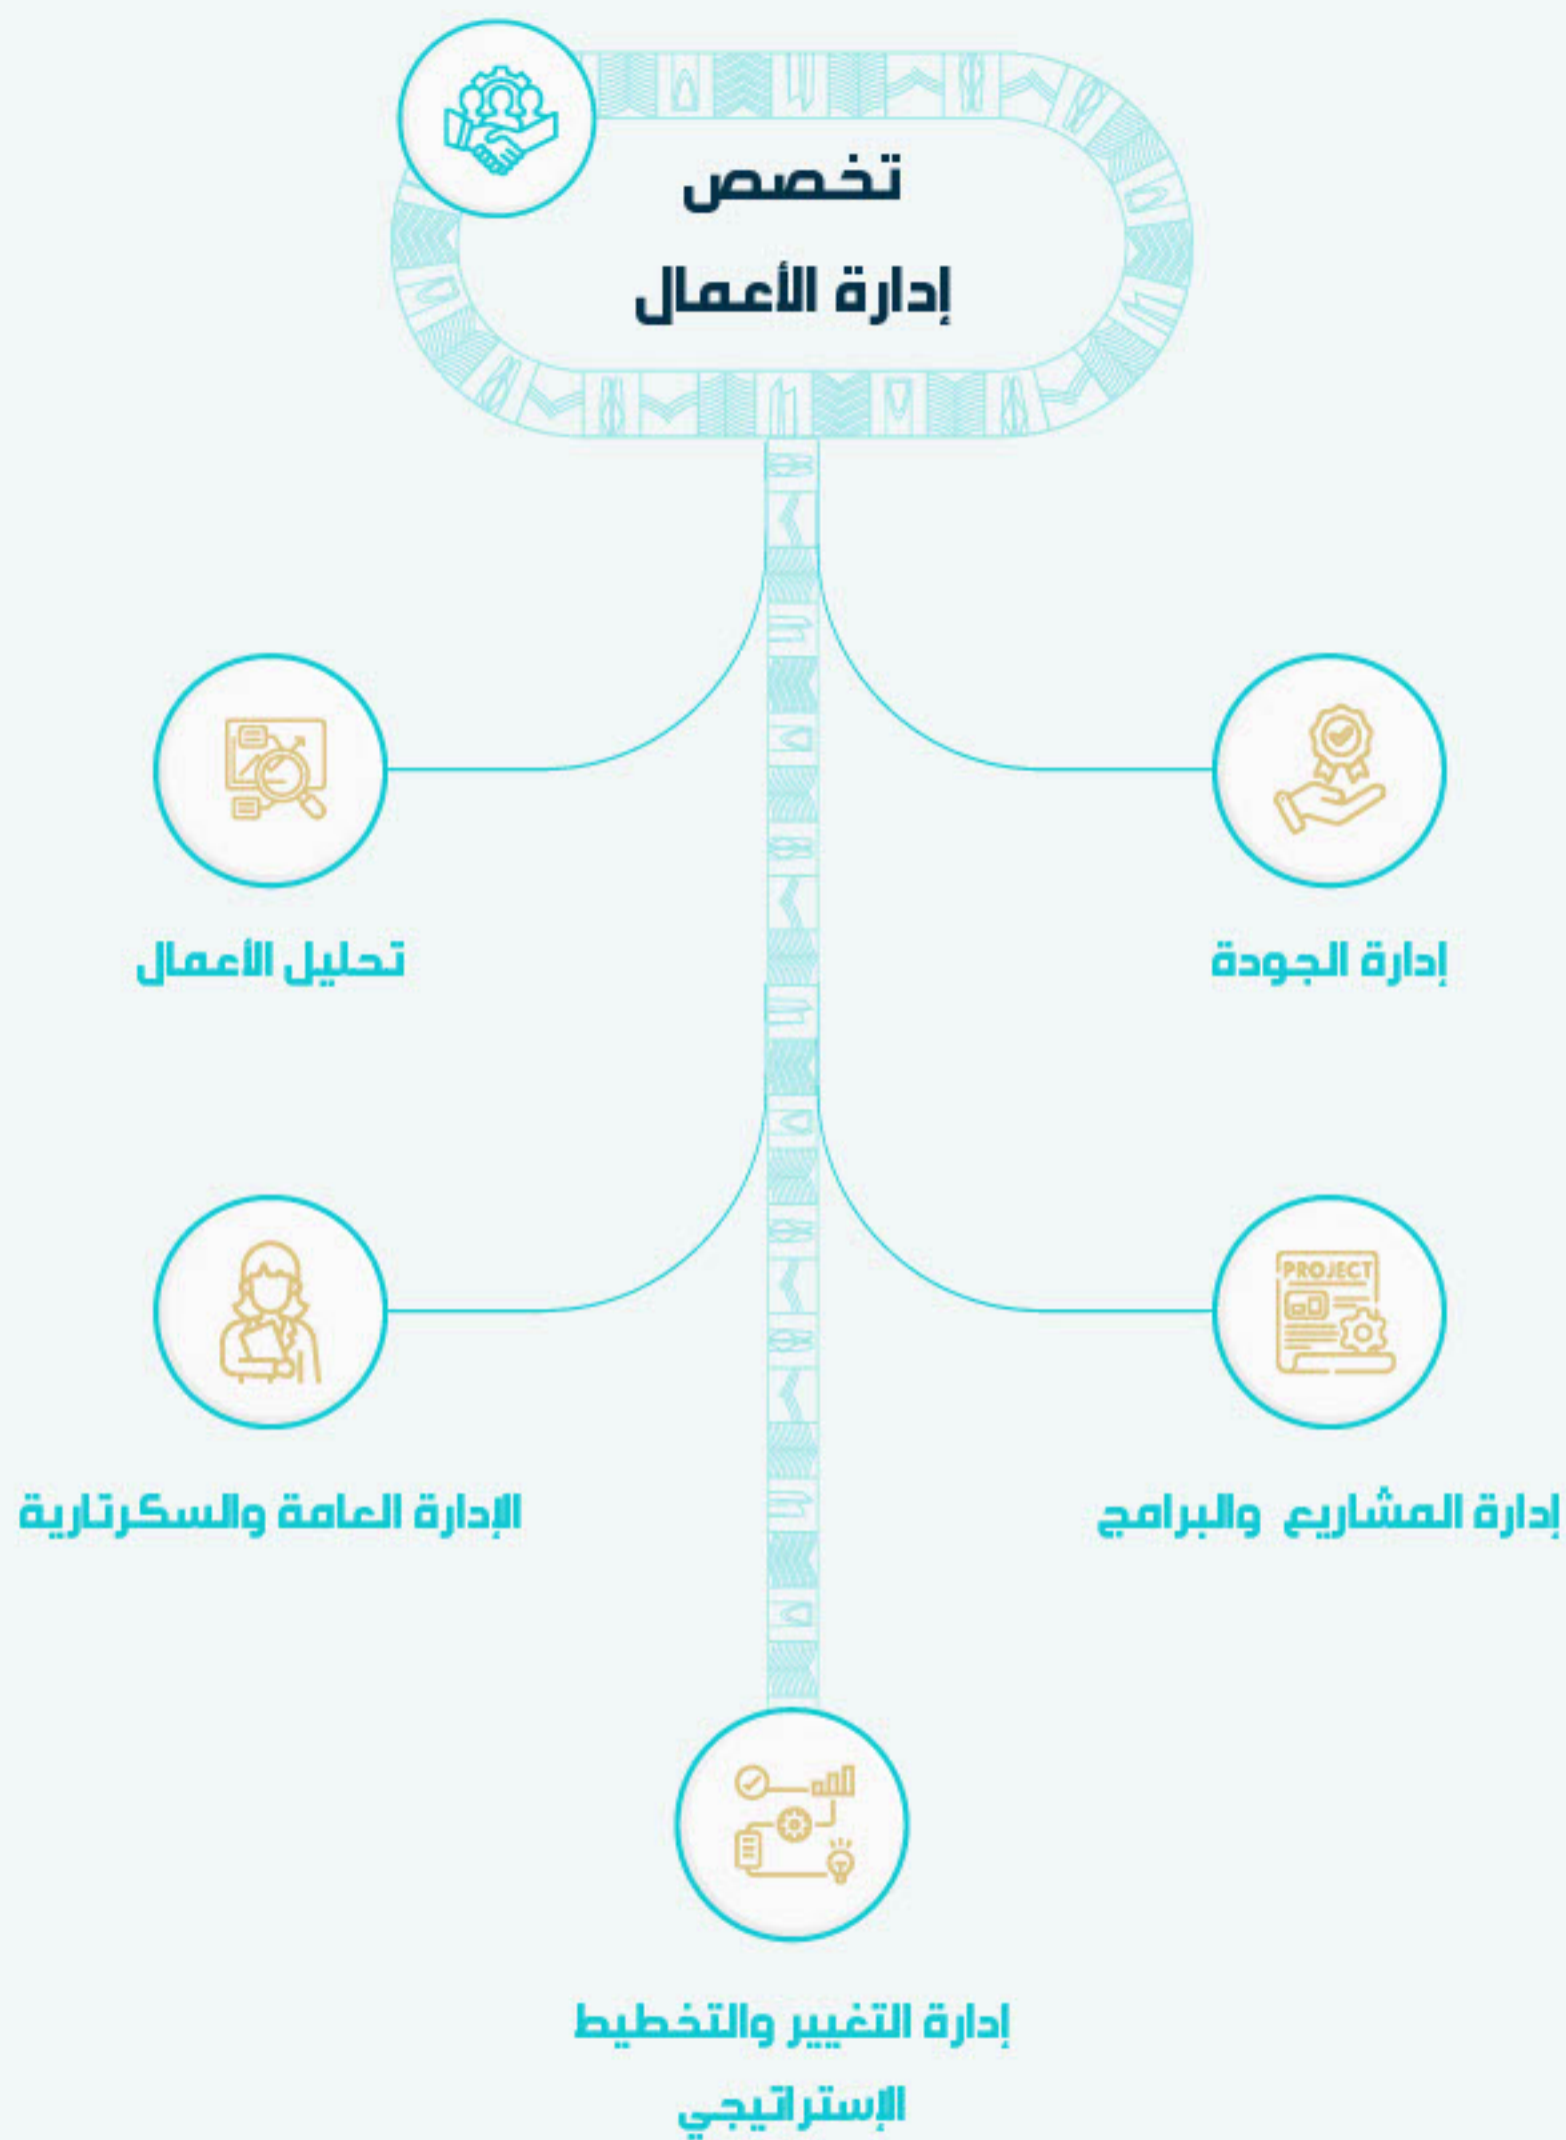 تخصص
إدارة الأعمال
إدارة الجودة
تحليل الأعمال
PROJECT
إدارة المشاريع والبرامج
الإدارة العامة والسكرتارية
إدارة التغيير والتخطيط
الإستراتيجي